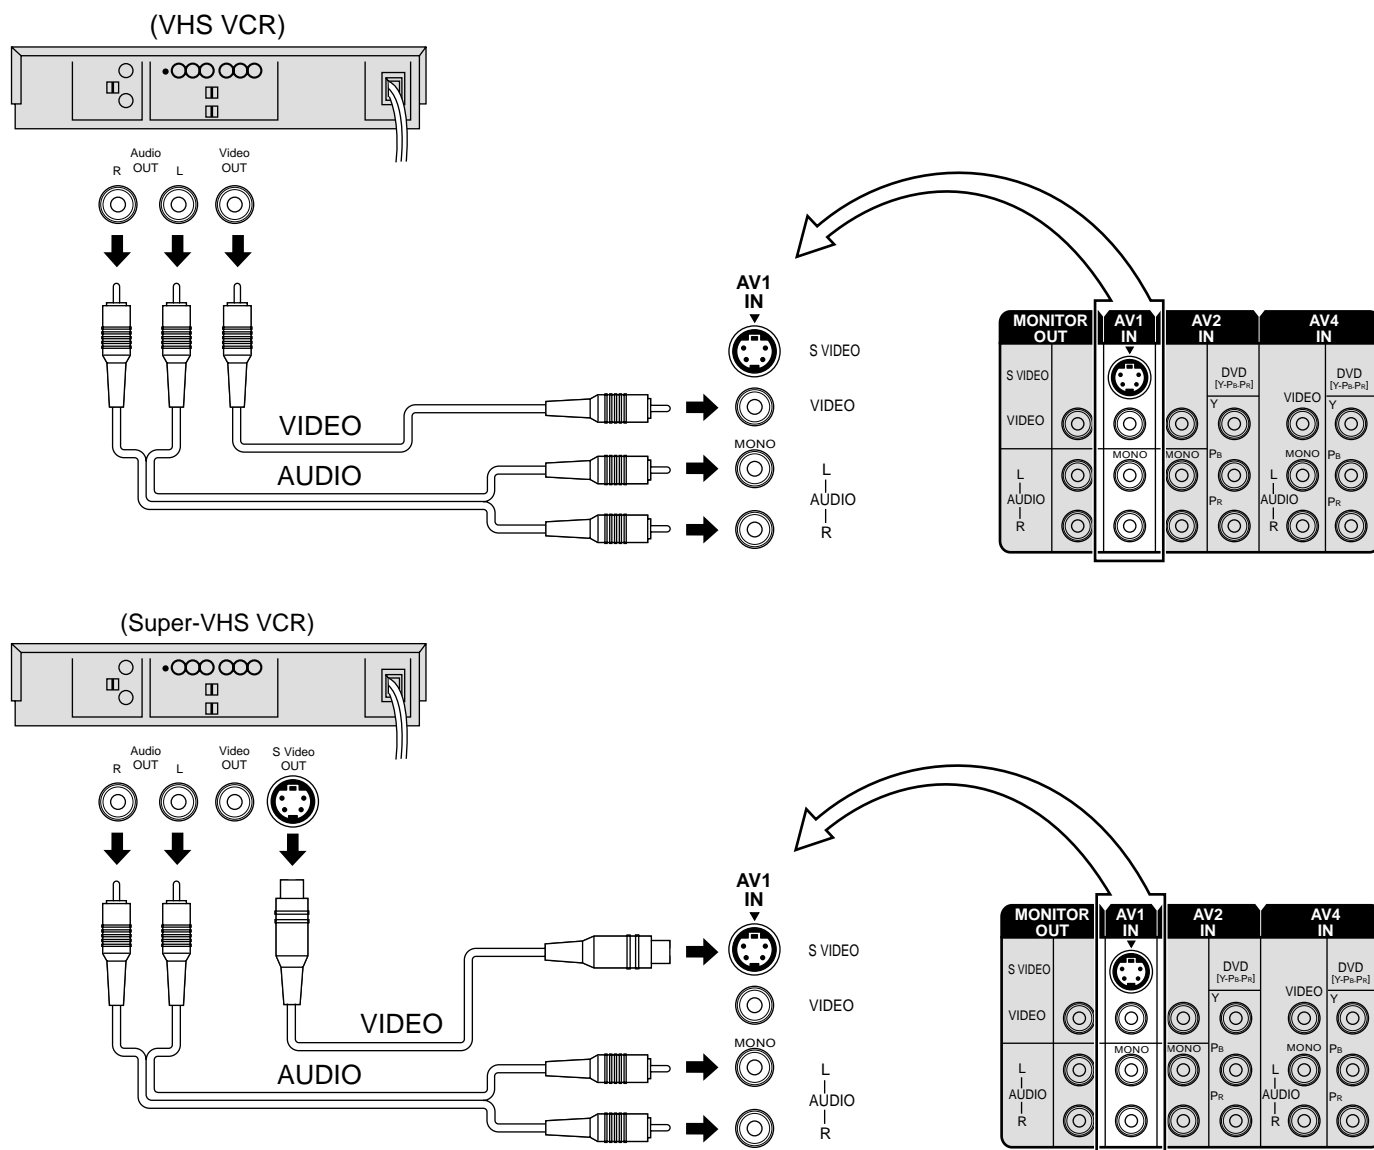 (VHS VCR)
Audio
OUT
R
L
Video
OUT
VIDEO
AUDIO
AV1
IN
S VIDEO
VIDEO
MONO
L
AUDIO
R
MONITOR
OUT
AV1
IN
AV2
IN
AV4
IN
S VIDEO
DVD
[Y-PB-PR]
DVD
[Y-PB-PR]
VIDEO
Y
VIDEO
Y
MONO
MONO
PB
MONO
PB
L
AUDIO
R
PR
L
AUDIO
R
PR
(Super-VHS VCR)
Audio
OUT
R
L
Video
OUT
S Video
OUT
VIDEO
AUDIO
AV1
IN
S VIDEO
VIDEO
MONO
L
AUDIO
R
MONITOR
OUT
AV1
IN
AV2
IN
AV4
IN
S VIDEO
DVD
[Y-PB-PR]
DVD
[Y-PB-PR]
VIDEO
Y
VIDEO
Y
MONO
MONO
PB
MONO
PB
L
AUDIO
R
PR
L
AUDIO
R
PR